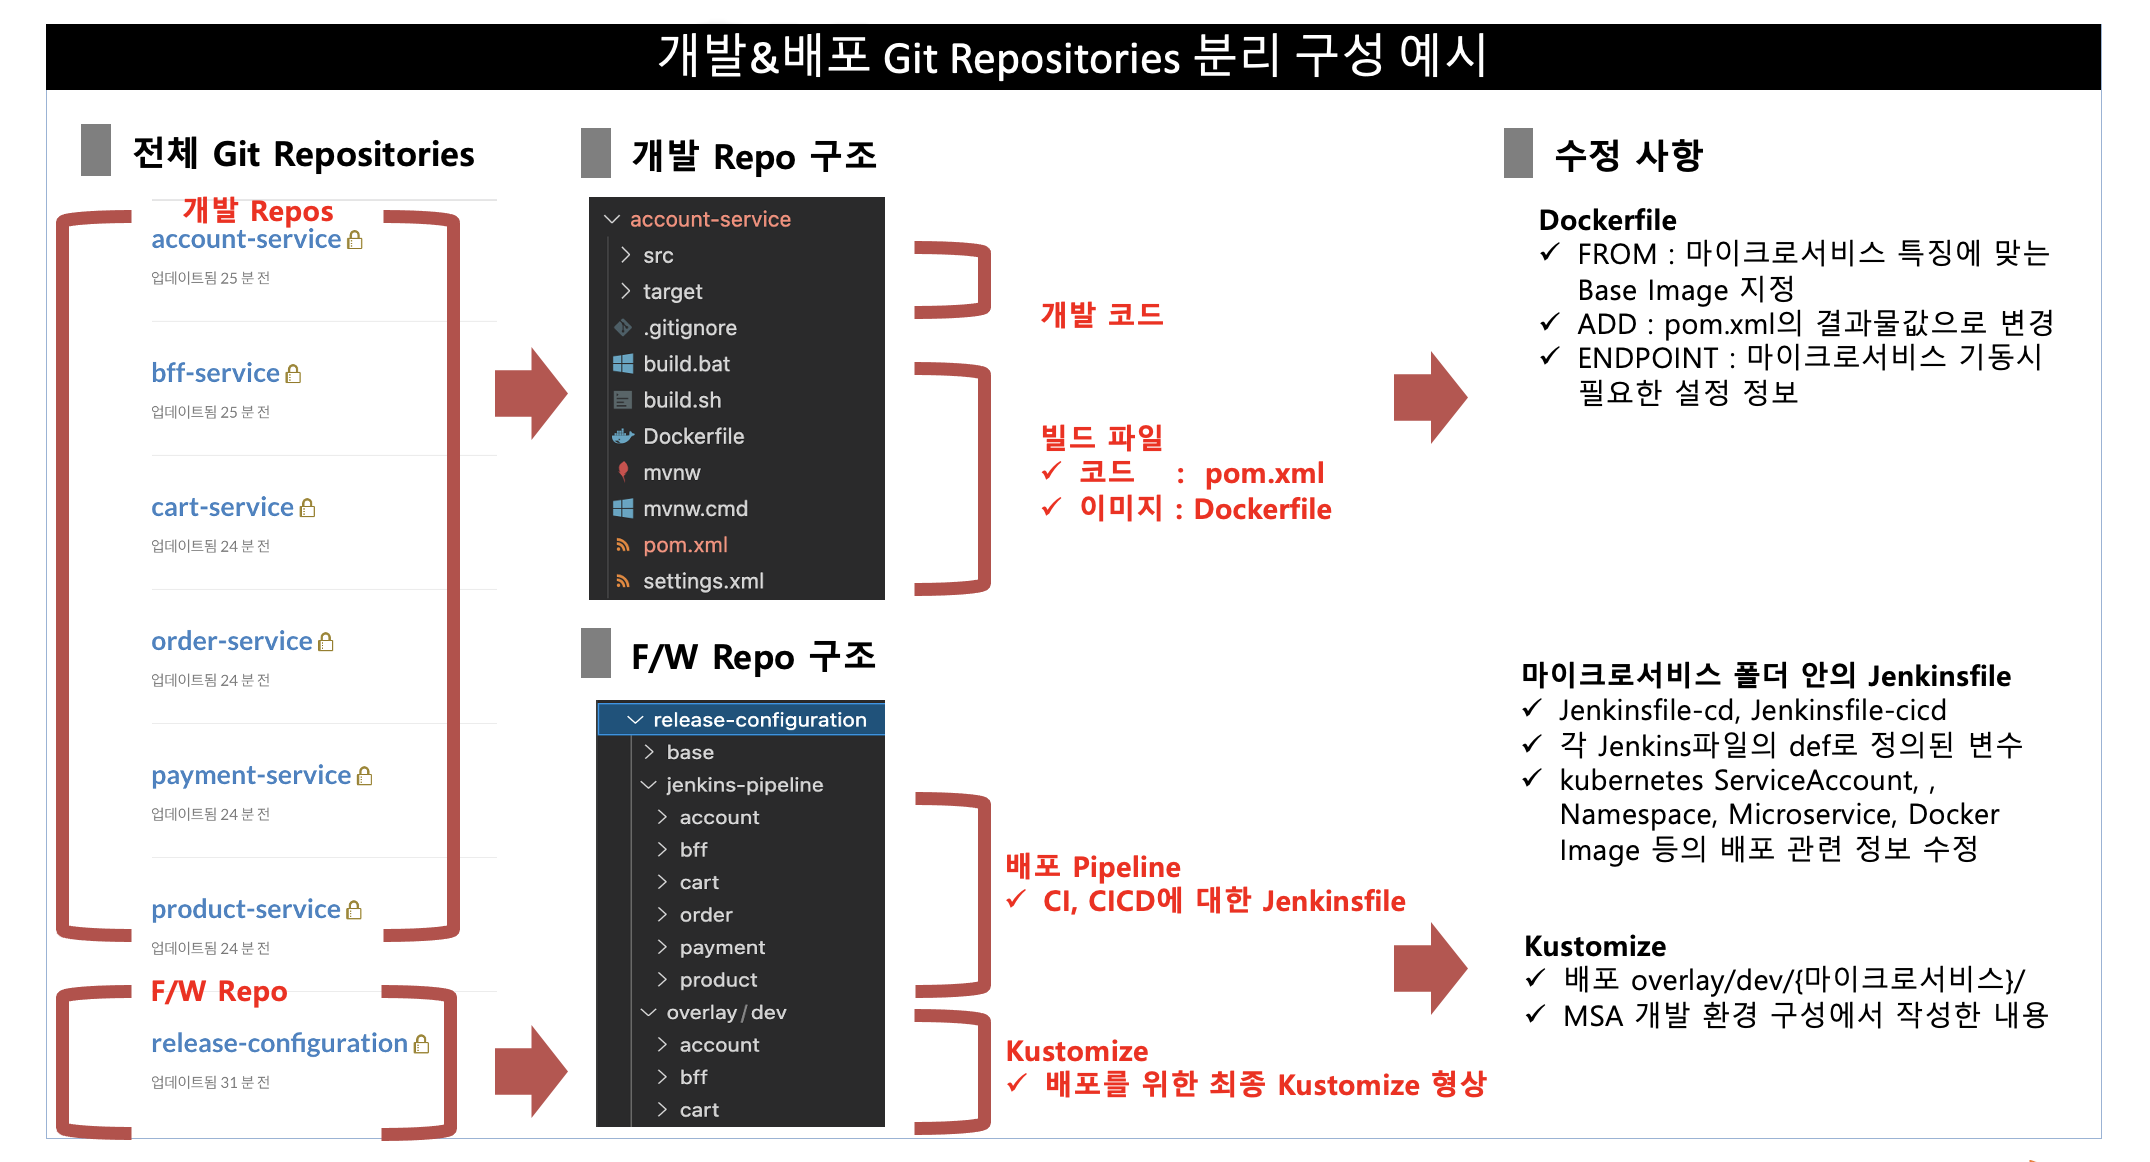 개발&배포 Git Repositories 분리 구성 예시
전체 Git Repositories
개발 Repos
account-service
업데이트됨 25 분 전
bff-service
업데이트됨 25 분 전
cart-service
업데이트됨 24 분 전
order-service
업데이트됨 24 분 전
payment-service
업데이트됨 24 분 전
product-service
업데이트됨 24 분 전
F/W Repo
release-configuration
업데이트됨 31 분 전
개발 Repo 구조
account-service
src
target
.gitignore
build.bat
build.sh
Dockerfile
mvnw
mvnw.cmd
pom.xml
settings.xml
개발 코드
빌드 파일
✓ 코드 : pom.xml
✓ 이미지 : Dockerfile
F/W Repo 구조
release-configuration
base
jenkins-pipeline
account
bff
cart
order
payment
product
overlay/dev
account
bff
cart
배포 Pipeline
✓ CI, CICD에 대한 Jenkinsfile
Kustomize
✓ 배포를 위한 최종 Kustomize 형상
수정 사항
Dockerfile
✓ FROM : 마이크로서비스 특징에 맞는
Base Image 지정
✓ ADD : pom.xml의 결과물값으로 변경
✓ ENDPOINT : 마이크로서비스 기동시
필요한 설정 정보
마이크로서비스 폴더 안의 Jenkinsfile
✓ Jenkinsfile-cd, Jenkinsfile-cicd
✓ 각 Jenkins파일의 def로 정의된 변수
✓ kubernetes ServiceAccount, ,
Namespace, Microservice, Docker
Image 등의 배포 관련 정보 수정
Kustomize
✓ 배포 overlay/dev/{마이크로서비스}/
✓ MSA 개발 환경 구성에서 작성한 내용